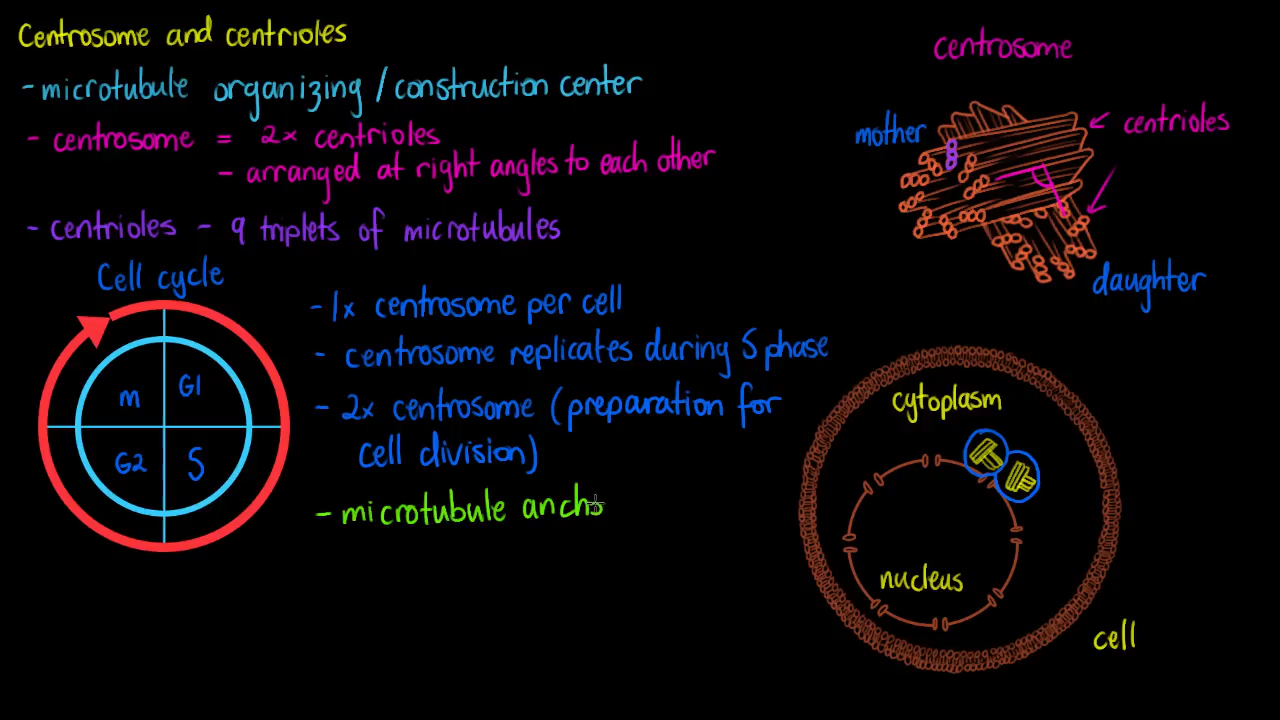 Centrosome and centrioles
- microtubule organizing / construction center
- centrosome = 2x centrioles
- arranged at right angles to each other
- centrioles - 9 triplets of microtubules
Cell cycle
m
G1
G2
S
- 1x centrosome per cell
- centrosome replicates during S phase
- 2x centrosome (preparation for
cell division)
- microtubule ancho
centrosome
mother
centrioles
daughter
cytoplasm
nucleus
cell